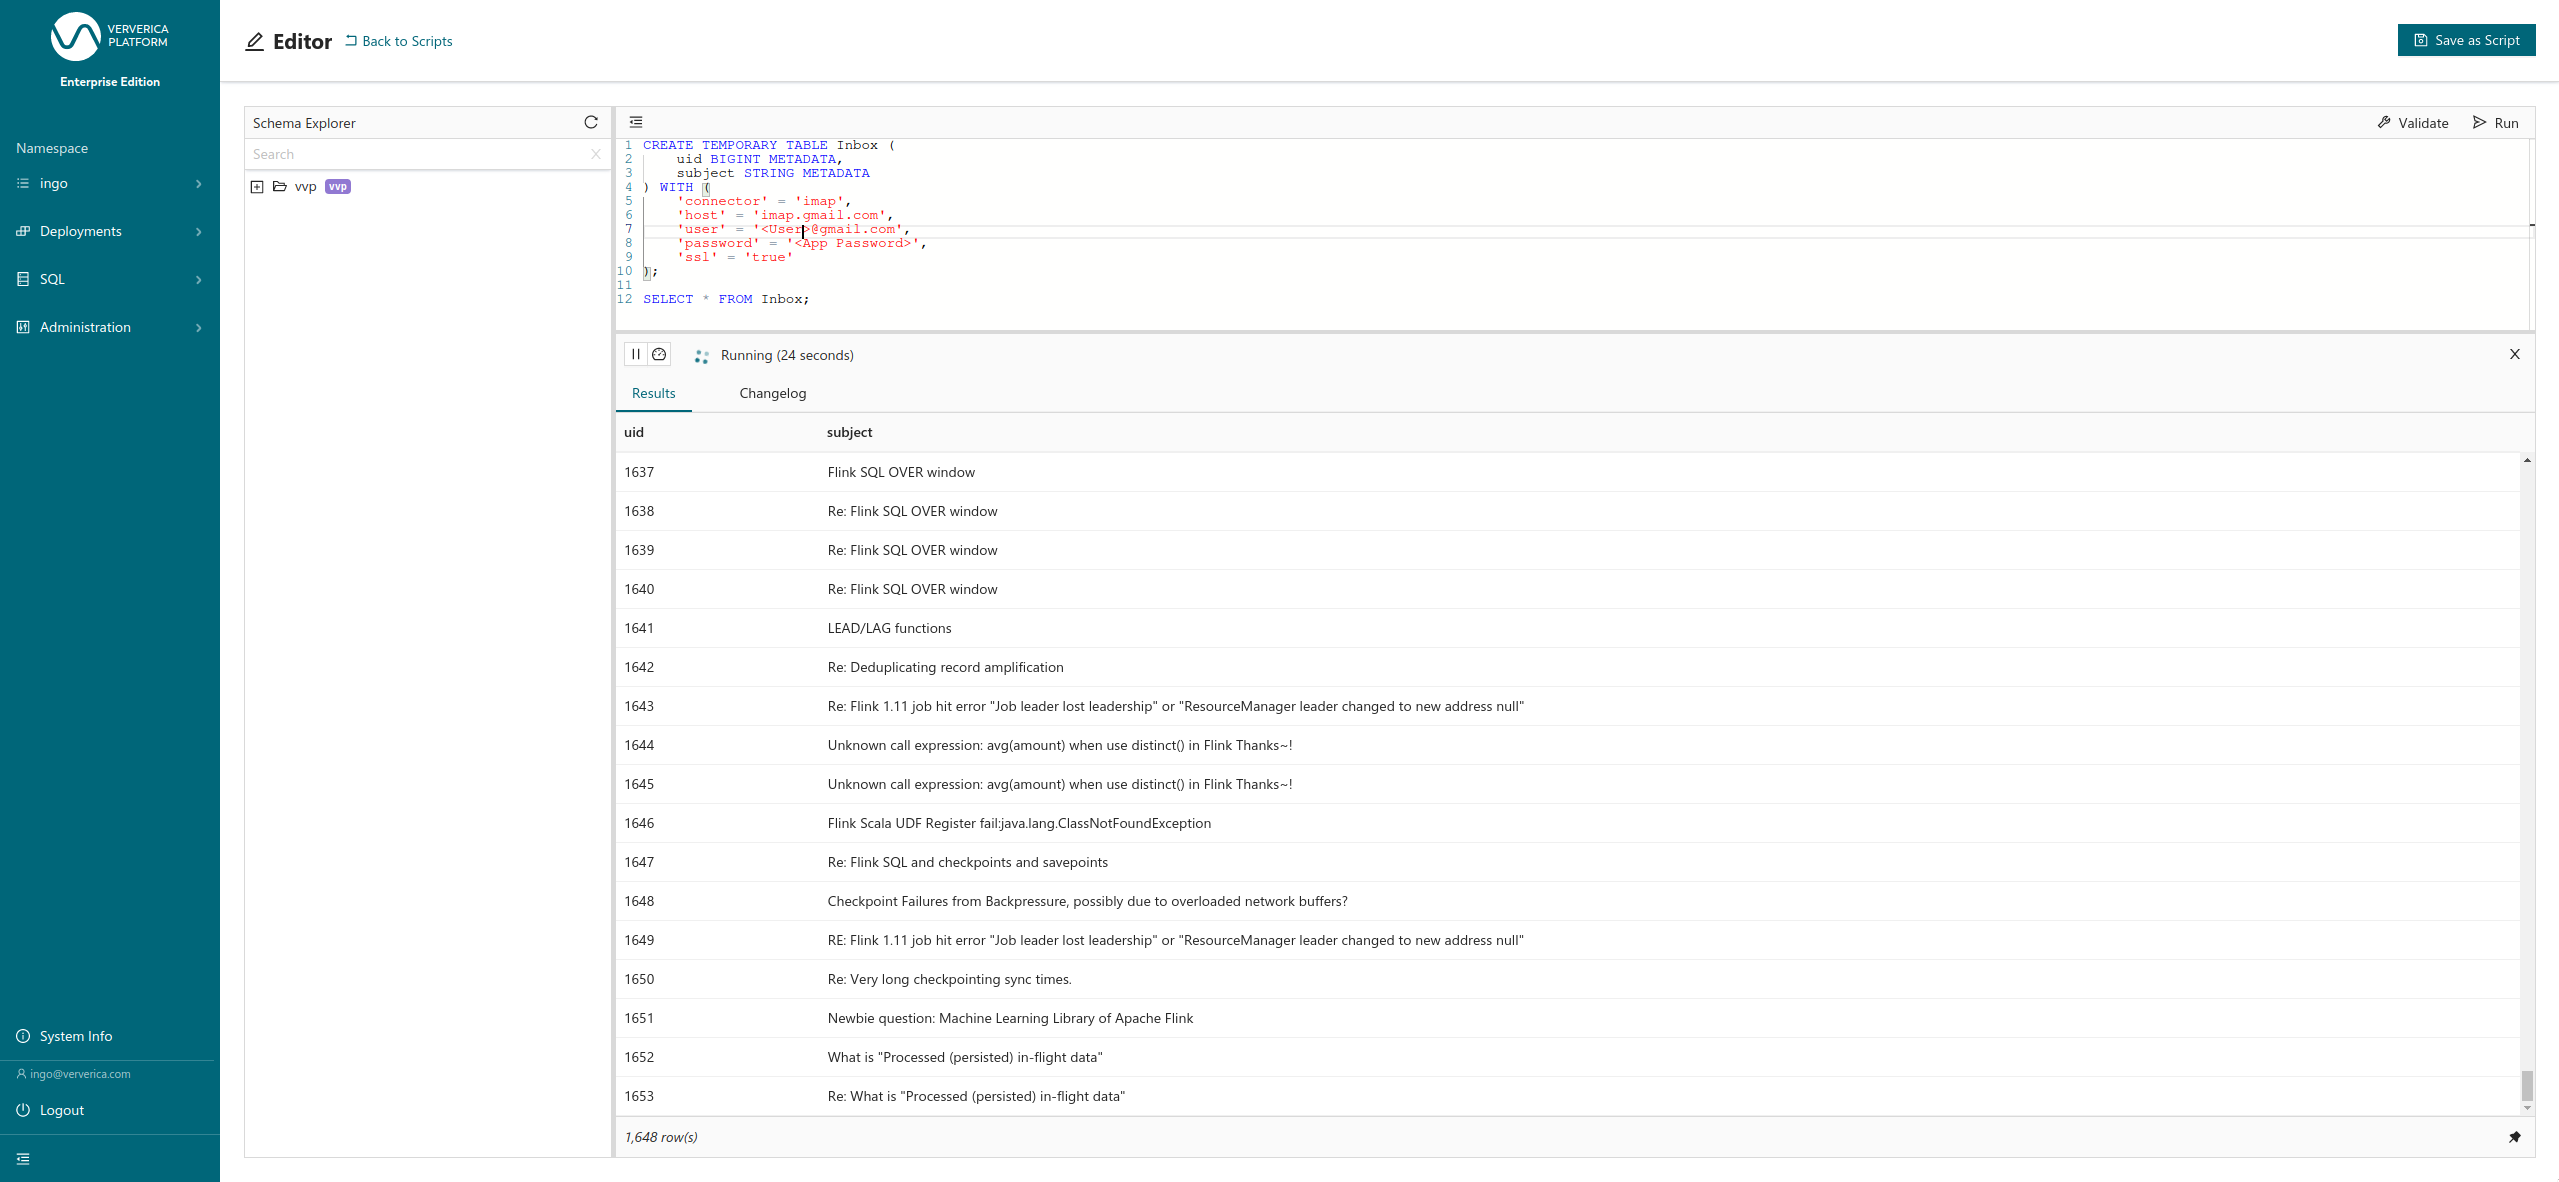 VERVERICA
PLATFORM
Enterprise Edition
Namespace
ingo
Deployments
SQL
Administration
System Info
ingo@ververica.com
Logout
Editor Back to Scripts
Save as Script
Schema Explorer
Search
vvp vvp
Validate Run
1 CREATE TEMPORARY TABLE Inbox (
2 uid BIGINT METADATA,
3 subject STRING METADATA
4 ) WITH (
5 'connector' = 'imap',
6 'host' = 'imap.gmail.com',
7 'user' = '<User>@gmail.com',
8 'password' = '<App Password>',
9 'ssl' = 'true'
10 );
11
12 SELECT * FROM Inbox;
Running (24 seconds)
Results Changelog
uid subject
1637 Flink SQL OVER window
1638 Re: Flink SQL OVER window
1639 Re: Flink SQL OVER window
1640 Re: Flink SQL OVER window
1641 LEAD/LAG functions
1642 Re: Deduplicating record amplification
1643 Re: Flink 1.11 job hit error "Job leader lost leadership" or "ResourceManager leader changed to new address null"
1644 Unknown call expression: avg(amount) when use distinct() in Flink Thanks~!
1645 Unknown call expression: avg(amount) when use distinct() in Flink Thanks~!
1646 Flink Scala UDF Register fail:java.lang.ClassNotFoundException
1647 Re: Flink SQL and checkpoints and savepoints
1648 Checkpoint Failures from Backpressure, possibly due to overloaded network buffers?
1649 RE: Flink 1.11 job hit error "Job leader lost leadership" or "ResourceManager leader changed to new address null"
1650 Re: Very long checkpointing sync times.
1651 Newbie question: Machine Learning Library of Apache Flink
1652 What is "Processed (persisted) in-flight data"
1653 Re: What is "Processed (persisted) in-flight data"
1,648 row(s)